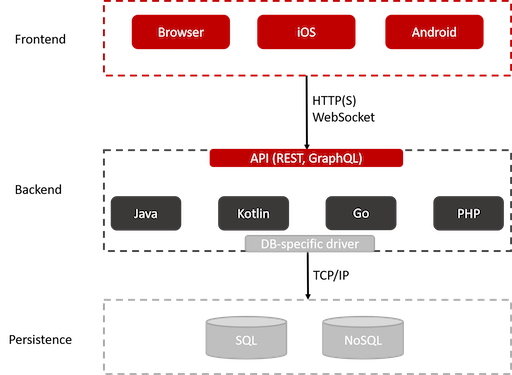 Frontend
Browser
iOS
Android
HTTP(S)
WebSocket
API (REST, GraphQL)
Backend
Java
Kotlin
Go
PHP
DB-specific driver
TCP/IP
Persistence
SQL
NoSQL